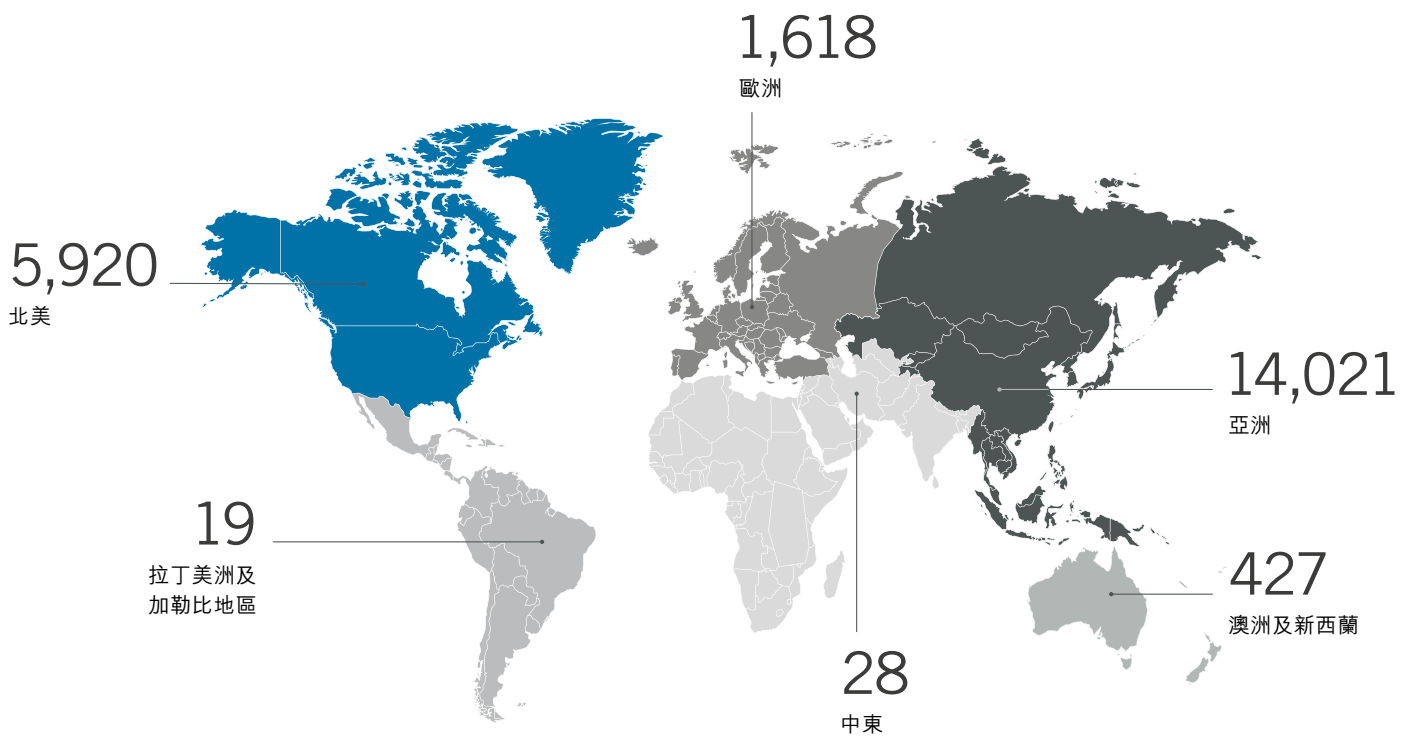 1,618
歐洲
5,920
北美
14,021
亞洲
19
拉丁美洲及
加勒比地區
427
澳洲及新西蘭
28
中東